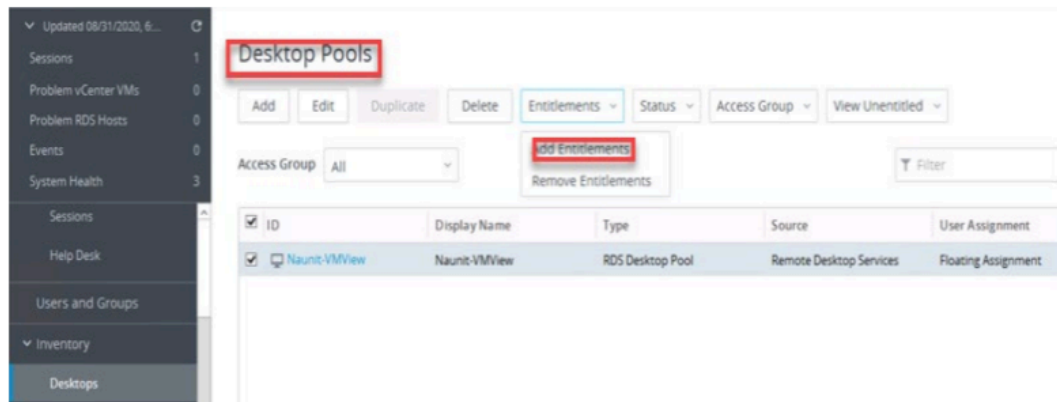 Updated 08/31/2020, 6:...
Sessions 1
Problem vCenter VMs 0
Problem RDS Hosts 0
Events 0
System Health 3
Sessions
Help Desk
Users and Groups
Inventory
Desktops
Desktop Pools
Add Edit Duplicate Delete Entitlements Status Access Group View Unentitled
Add Entitlements
Remove Entitlements
Access Group All Filter
ID Display Name Type Source User Assignment
Naunit-VMView Naunit-VMView RDS Desktop Pool Remote Desktop Services Floating Assignment